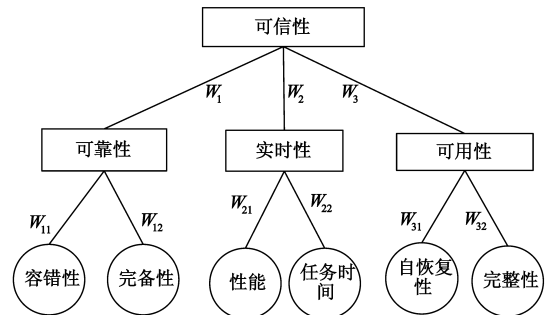 可信性
W₁
W₂
W₃
可靠性
实时性
可用性
W₁₁
W₁₂
W₂₁
W₂₂
W₃₁
W₃₂
容错性
完备性
性能
任务时
间
自恢复
性
完整性